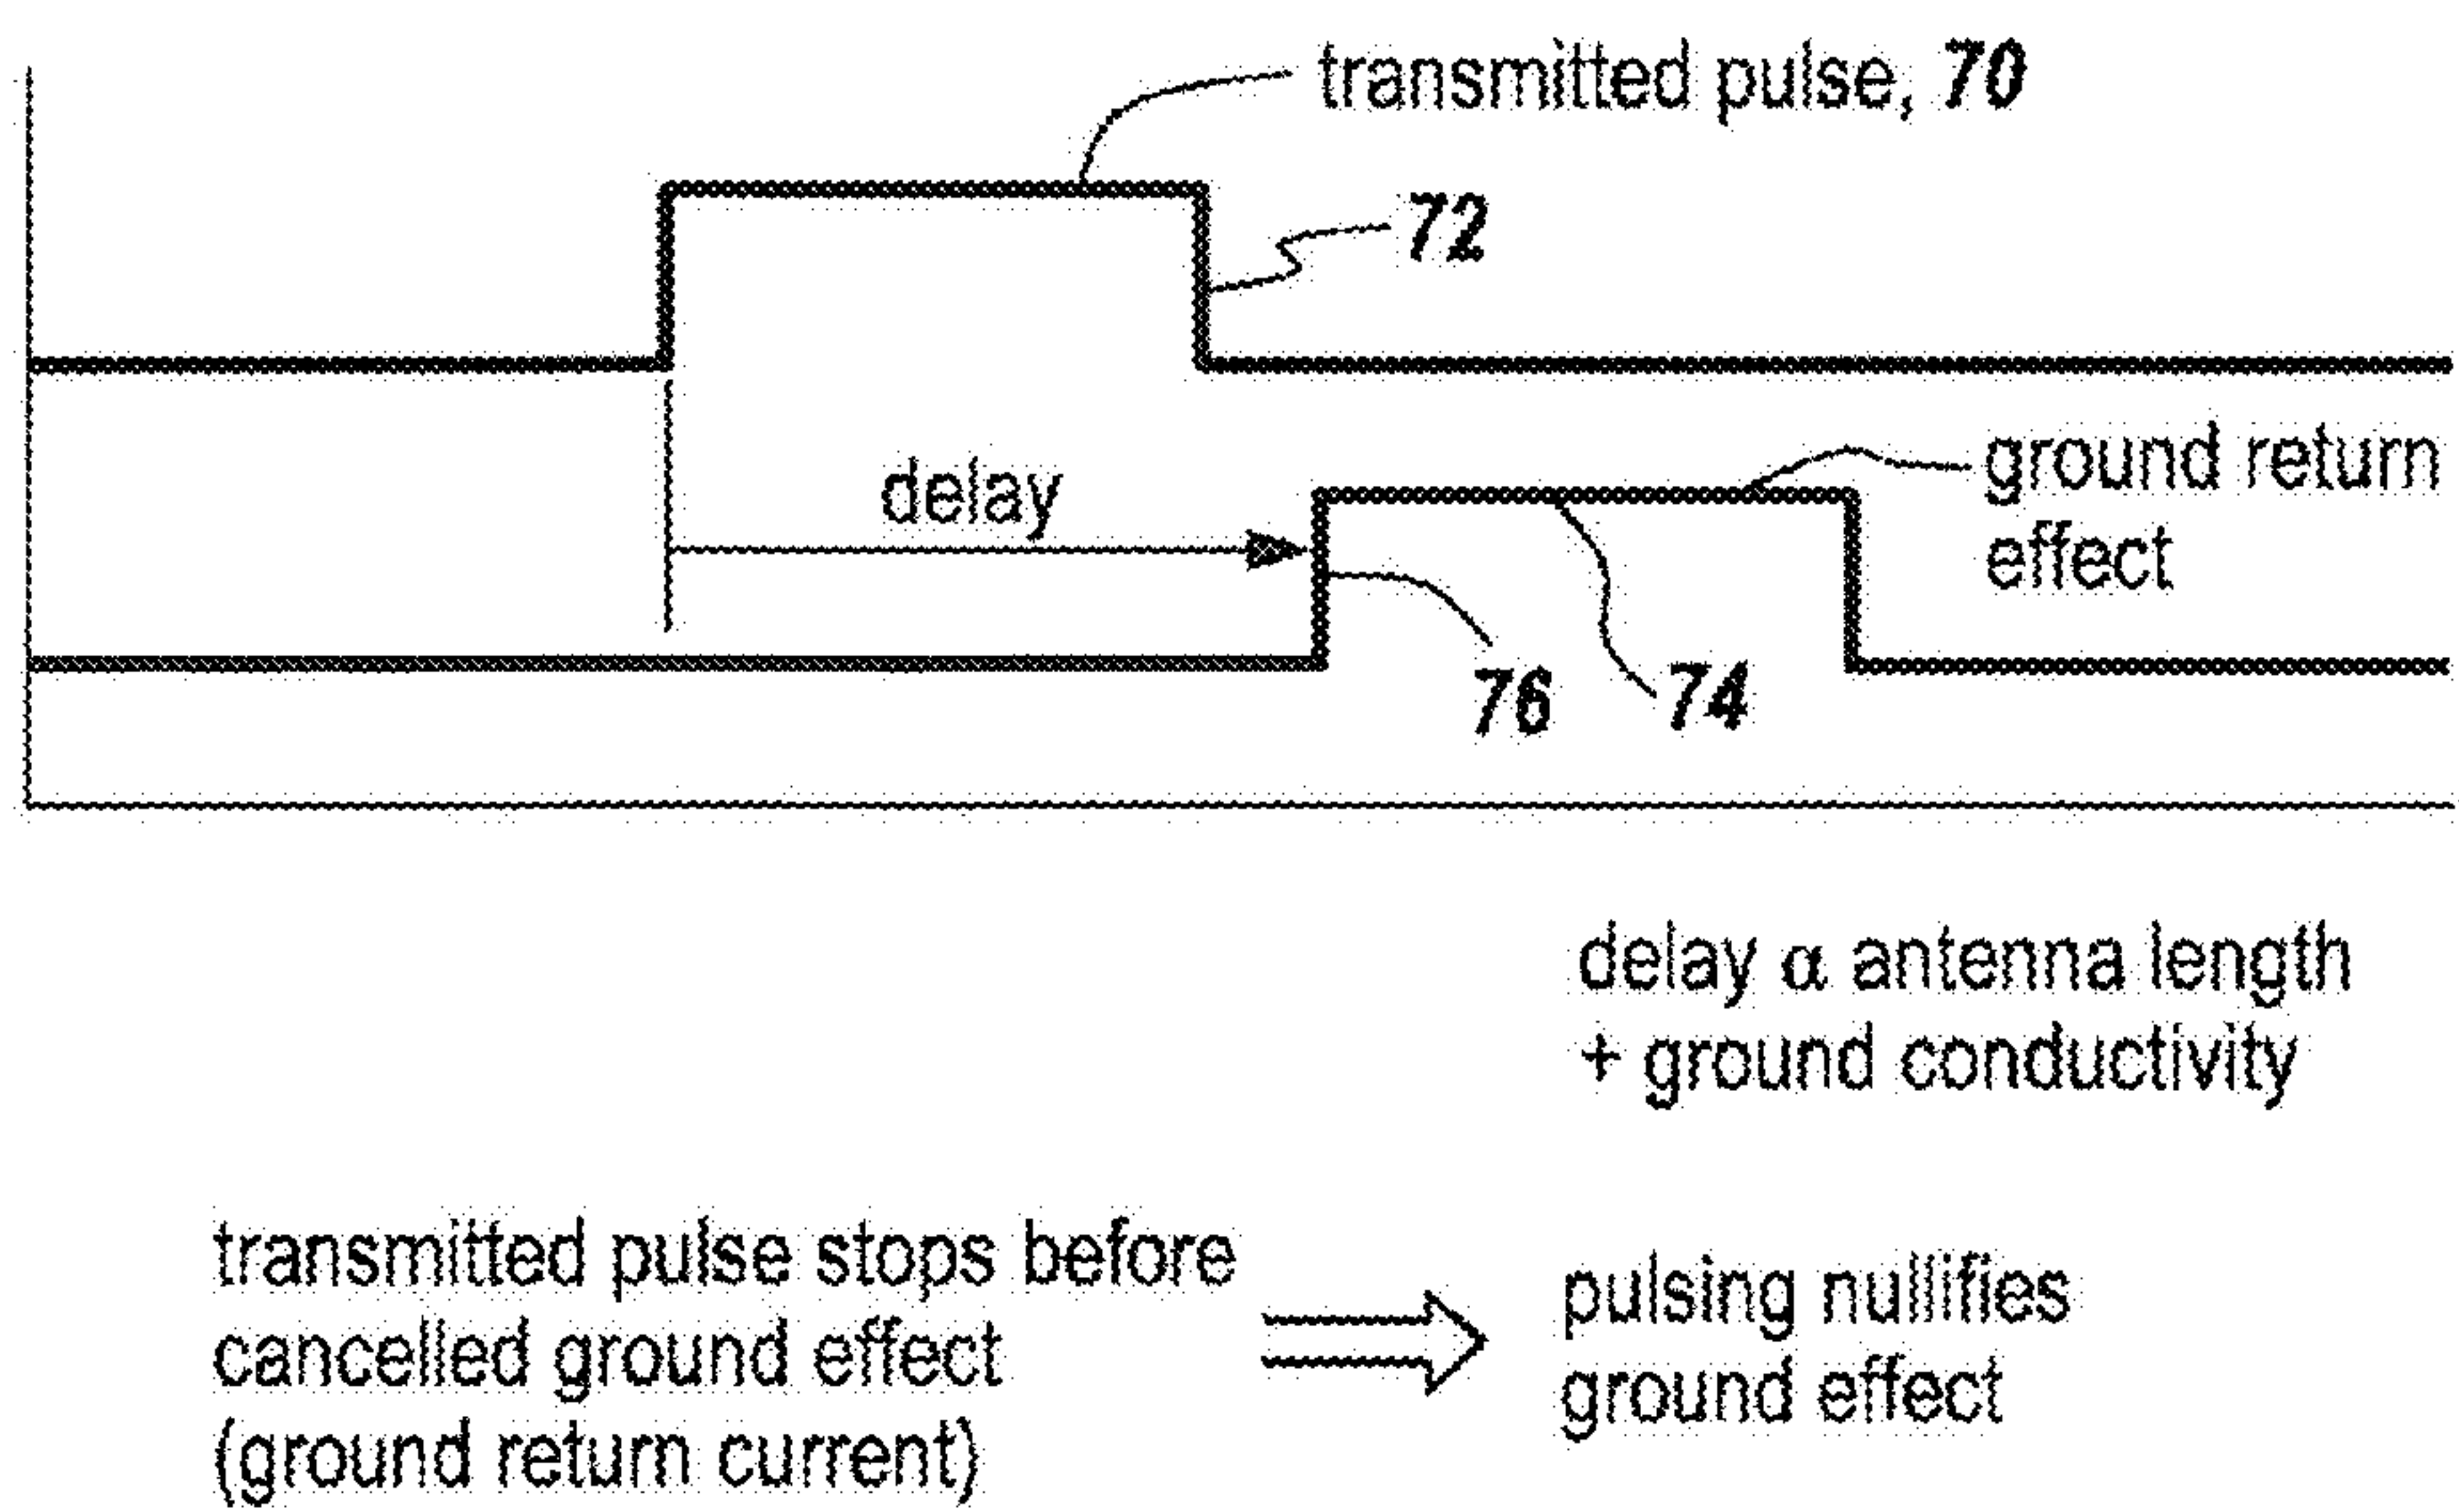 transmitted pulse, 70
72
delay
ground return
effect
76
74
delay α antenna length
+ ground conductivity
transmitted pulse stops before
cancelled ground effect
(ground return current)
pulsing nullifies
ground effect